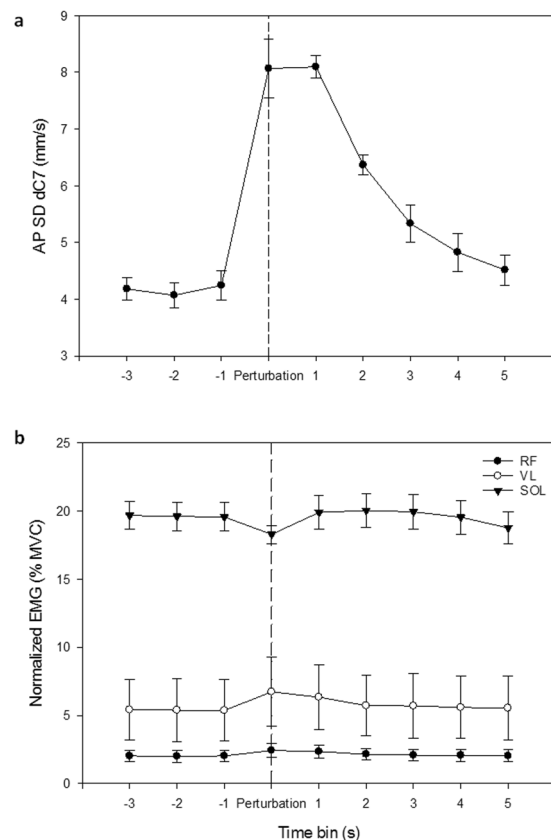 a
AP SD dC7 (mm/s)
9
8
7
6
5
4
3
-3 -2 -1 Perturbation 1 2 3 4 5
b
Normalized EMG (% MVC)
25
20
15
10
5
0
RF
VL
SOL
-3 -2 -1 Perturbation 1 2 3 4 5
Time bin (s)